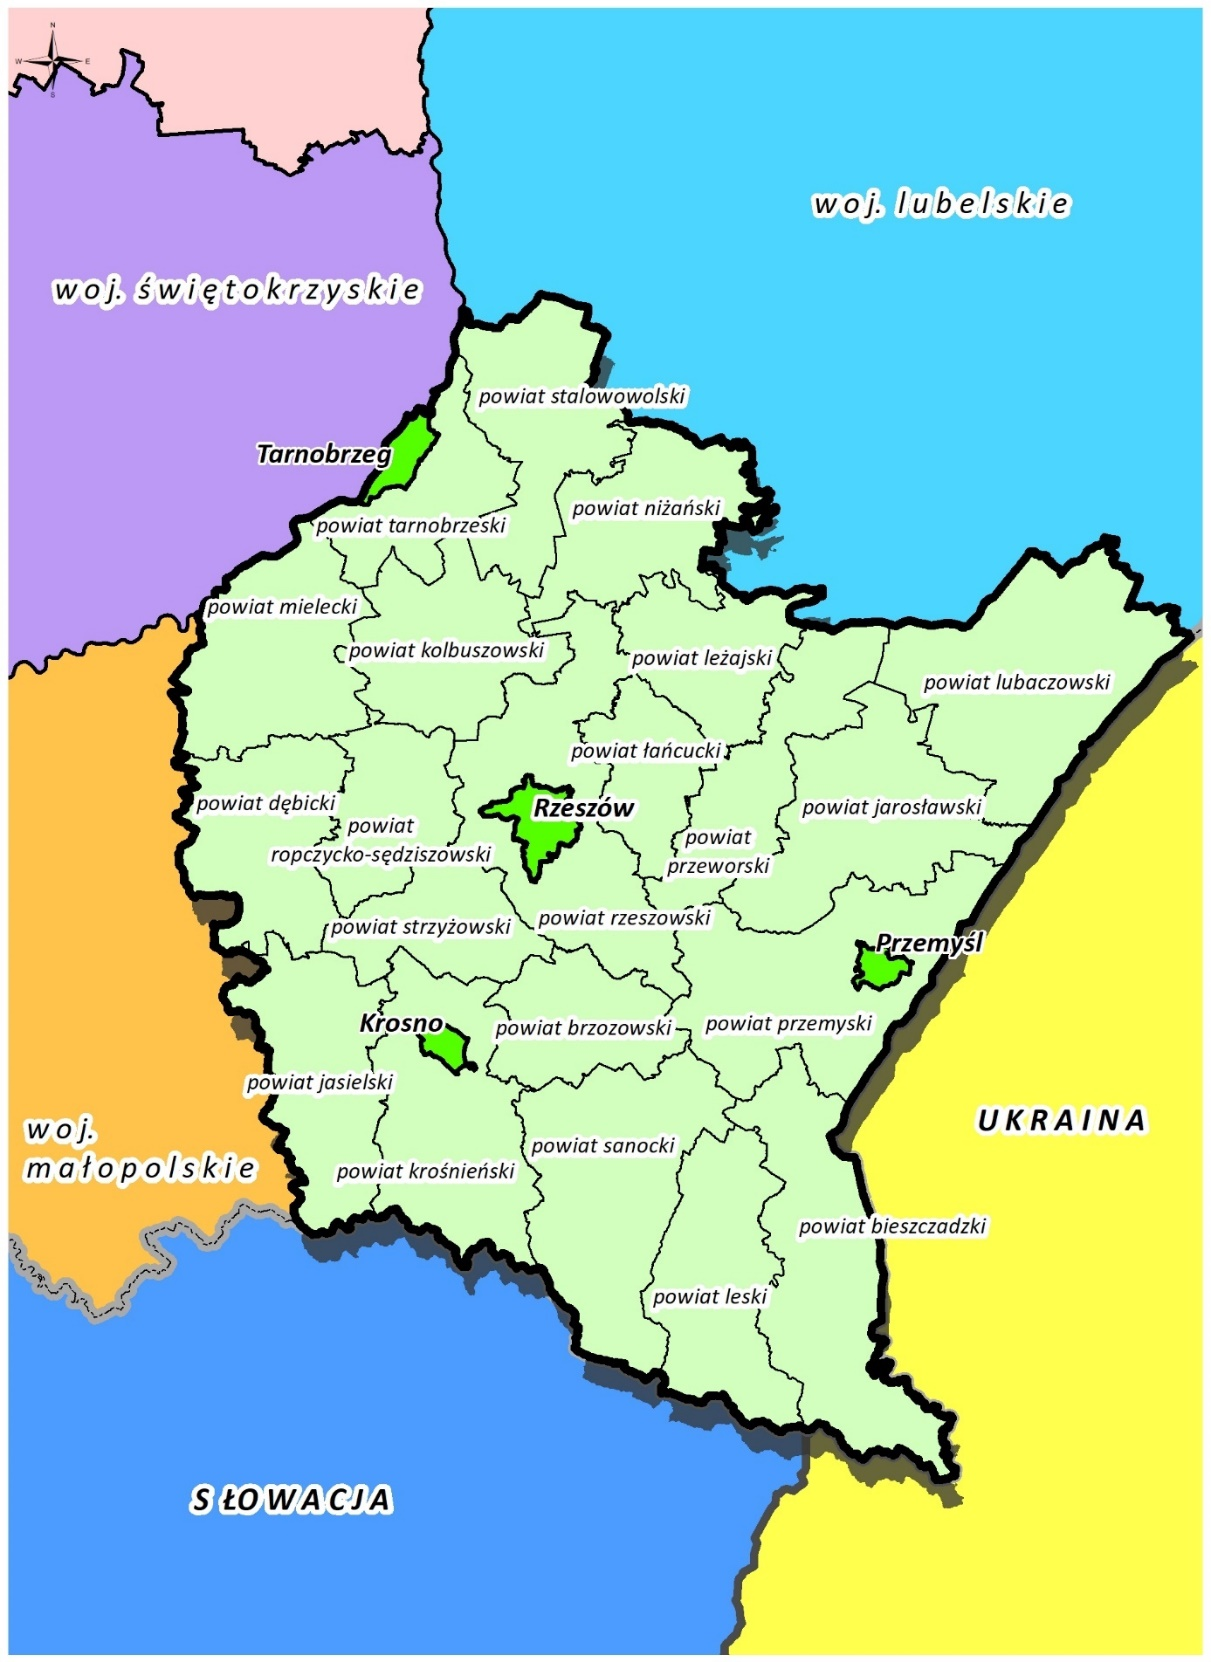 N
W E
S
woj. lubelskie
woj. świętokrzyskie
powiat stalowowolski
Tarnobrzeg
powiat niżański
powiat tarnobrzeski
powiat mielecki
powiat kolbuszowski
powiat leżajski
powiat lubaczowski
powiat łańcucki
powiat dębicki
Rzeszów
powiat jarosławski
powiat
ropczycko-sędziszowski
powiat
przeworski
powiat strzyżowski
powiat rzeszowski
Przemyśl
Krosno
powiat brzozowski
powiat przemyski
powiat jasielski
UKRAINA
woj.
małopolskie
powiat sanocki
powiat krośnieński
powiat bieszczadzki
powiat leski
SŁOWACJA